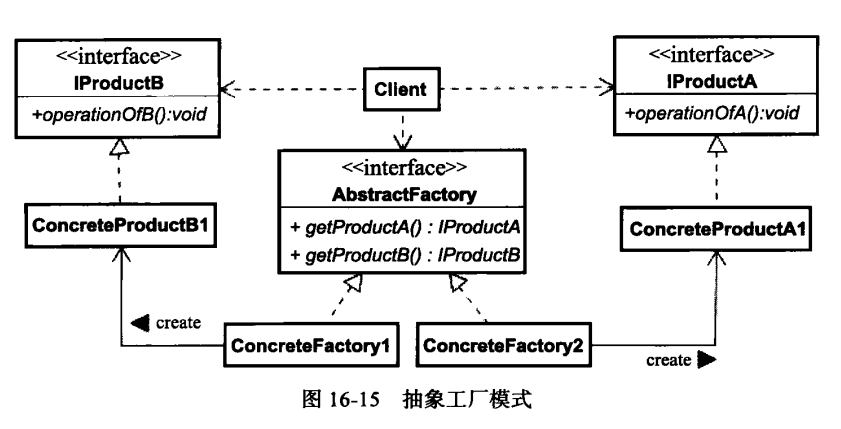 <<interface>>
IProductB
+operationOfB():void
Client
<<interface>>
IProductA
+operationOfA():void
<<interface>>
AbstractFactory
+ getProductA() : IProductA
+ getProductB() : IProductB
ConcreteProductB1
ConcreteProductA1
create
ConcreteFactory1
ConcreteFactory2
create
图 16-15 抽象工厂模式